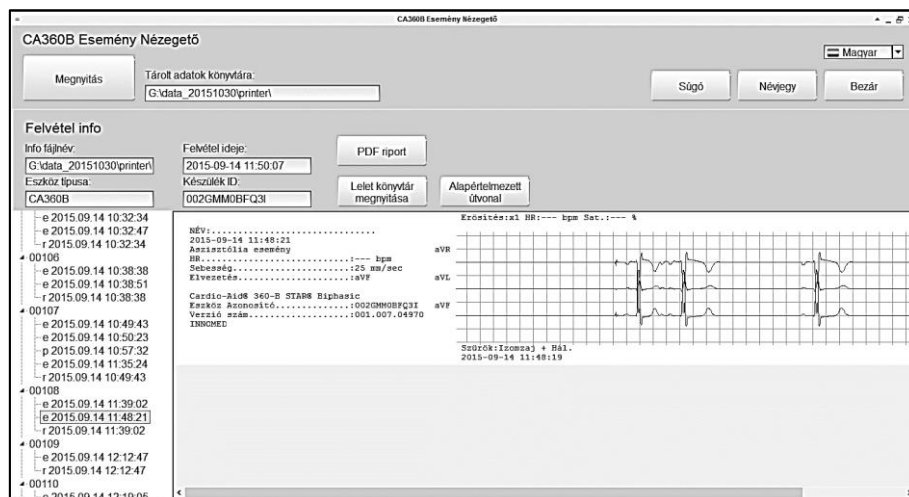 CA360B Esemény Nézegető
CA360B Esemény Nézegető
Magyar
Megnyitás
Tárolt adatok könyvtára:
G:\data_20151030\printer\
Súgó
Névjegy
Bezár
Felvétel info
Info fájlnév:
G:\data_20151030\printer\
Felvétel ideje:
2015-09-14 11:50:07
PDF riport
Eszköz típusa:
CA360B
Készülék ID:
002GMM0BFQ3I
Lelet könyvtár
megnyitása
Alapértelmezett
útvonal
e 2015.09.14 10:32:34
e 2015.09.14 10:32:47
r 2015.09.14 10:32:34
00106
e 2015.09.14 10:38:38
e 2015.09.14 10:38:51
r 2015.09.14 10:38:38
00107
e 2015.09.14 10:49:43
e 2015.09.14 10:50:23
p 2015.09.14 10:57:32
e 2015.09.14 11:35:24
r 2015.09.14 10:49:43
00108
e 2015.09.14 11:39:02
e 2015.09.14 11:48:21
r 2015.09.14 11:39:02
00109
e 2015.09.14 12:12:47
r 2015.09.14 12:12:47
00110
e 2015.09.14 12:19:05
NÉV:..............................
2015-09-14 11:48:21
Aszisztólia esemény
HR.........................:--- bpm
Sebesség...................:25 mm/sec
Elvezetés..................:aVF
Cardio-Aid® 360-B STAR® Biphasic
Eszköz Azonosító...........:002GMM0BFQ3I
Verzió szám................:001.007.04970
INNOMED
Erősítés:x1 HR:--- bpm Sat.:--- %
aVR
aVL
aVF
Szűrők:Izomzaj + Hál.
2015-09-14 11:48:19